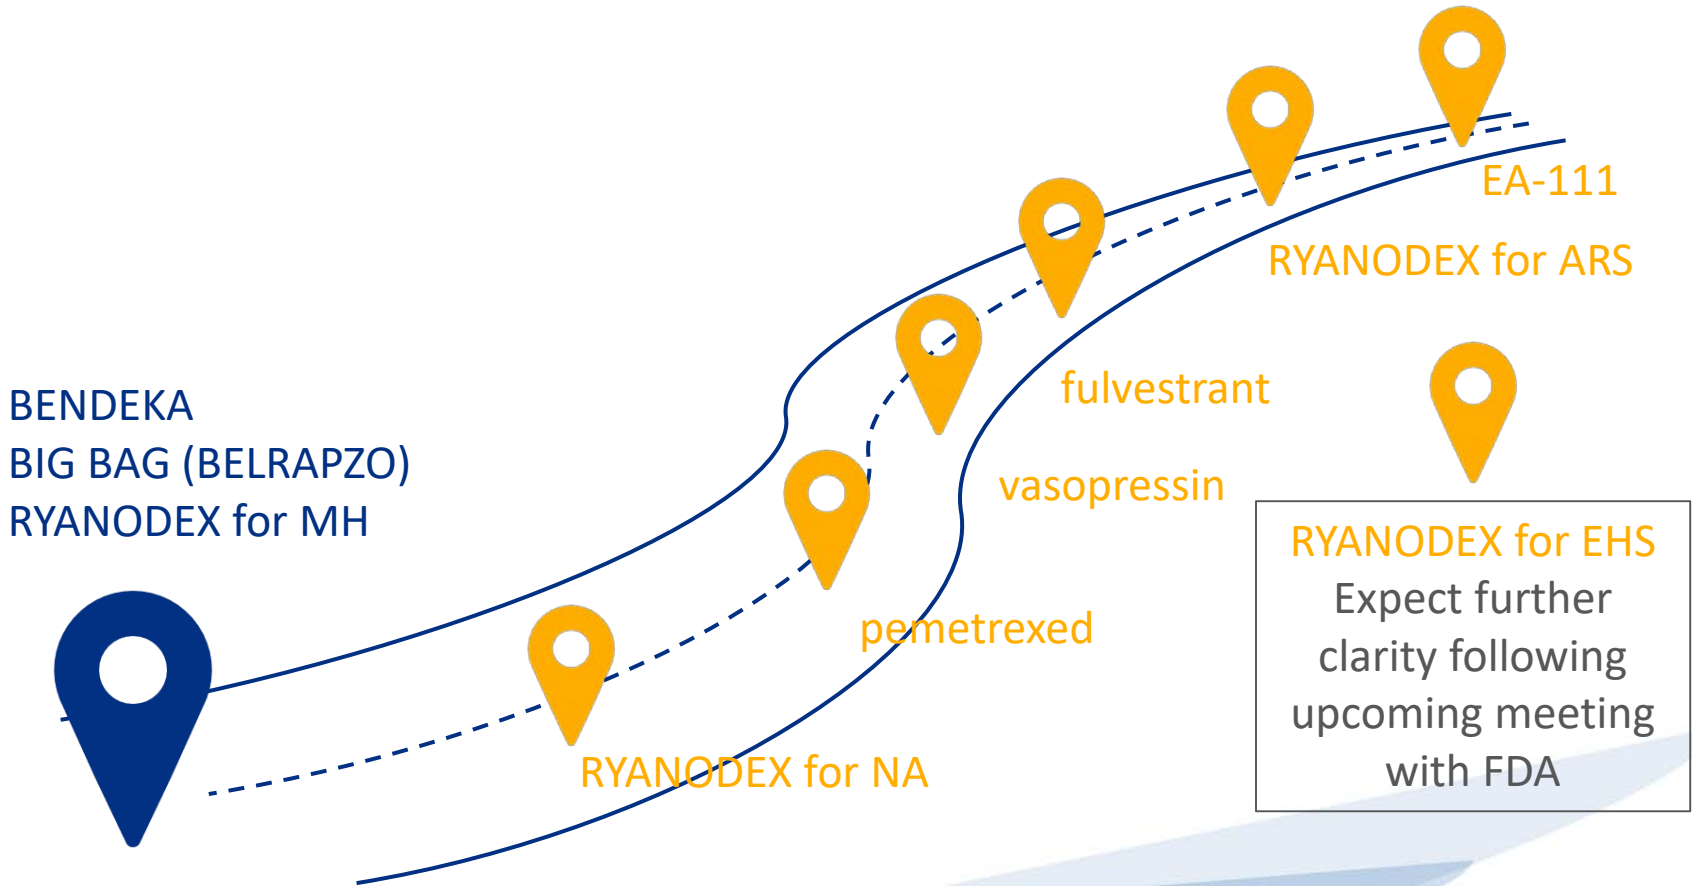 BENDEKA
BIG BAG (BELRAPZO)
RYANODEX for MH
RYANODEX for NA
pemetrexed
vasopressin
fulvestrant
RYANODEX for ARS
EA-111
RYANODEX for EHS
Expect further
clarity following
upcoming meeting
with FDA